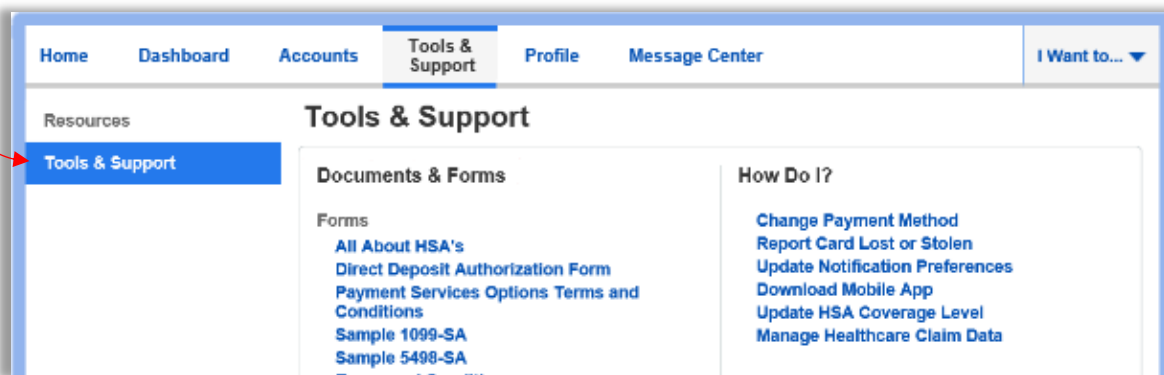 Home Dashboard Accounts Tools & Support Profile Message Center I Want to...
Resources
Tools & Support
Tools & Support
Documents & Forms
Forms
All About HSA's
Direct Deposit Authorization Form
Payment Services Options Terms and
Conditions
Sample 1099-SA
Sample 5498-SA
How Do I?
Change Payment Method
Report Card Lost or Stolen
Update Notification Preferences
Download Mobile App
Update HSA Coverage Level
Manage Healthcare Claim Data